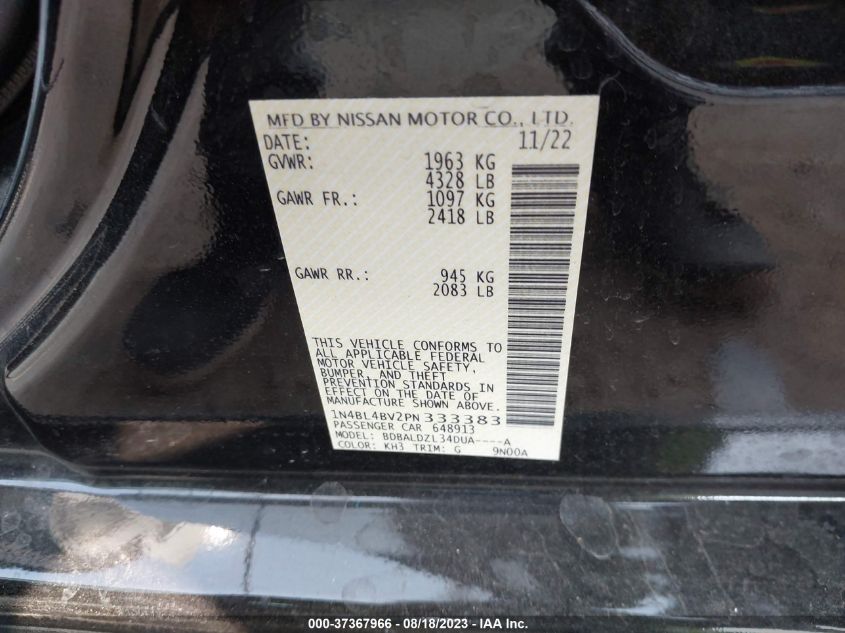 MFD BY NISSAN MOTOR CO., LTD.
DATE: 11/22
GVWR: 1963 KG
4328 LB
GAWR FR.: 1097 KG
2418 LB
GAWR RR.: 945 KG
2083 LB
THIS VEHICLE CONFORMS TO
ALL APPLICABLE FEDERAL
MOTOR VEHICLE SAFETY,
BUMPER, AND THEFT
PREVENTION STANDARDS IN
EFFECT ON THE DATE OF
MANUFACTURE SHOWN ABOVE.
1N4BL4BV2PN333383
PASSENGER CAR 648913
MODEL: BDBALDZL34DUA----A
COLOR: KH3 TRIM: G 9N00A
000-37367966 - 08/18/2023 - IAA Inc.